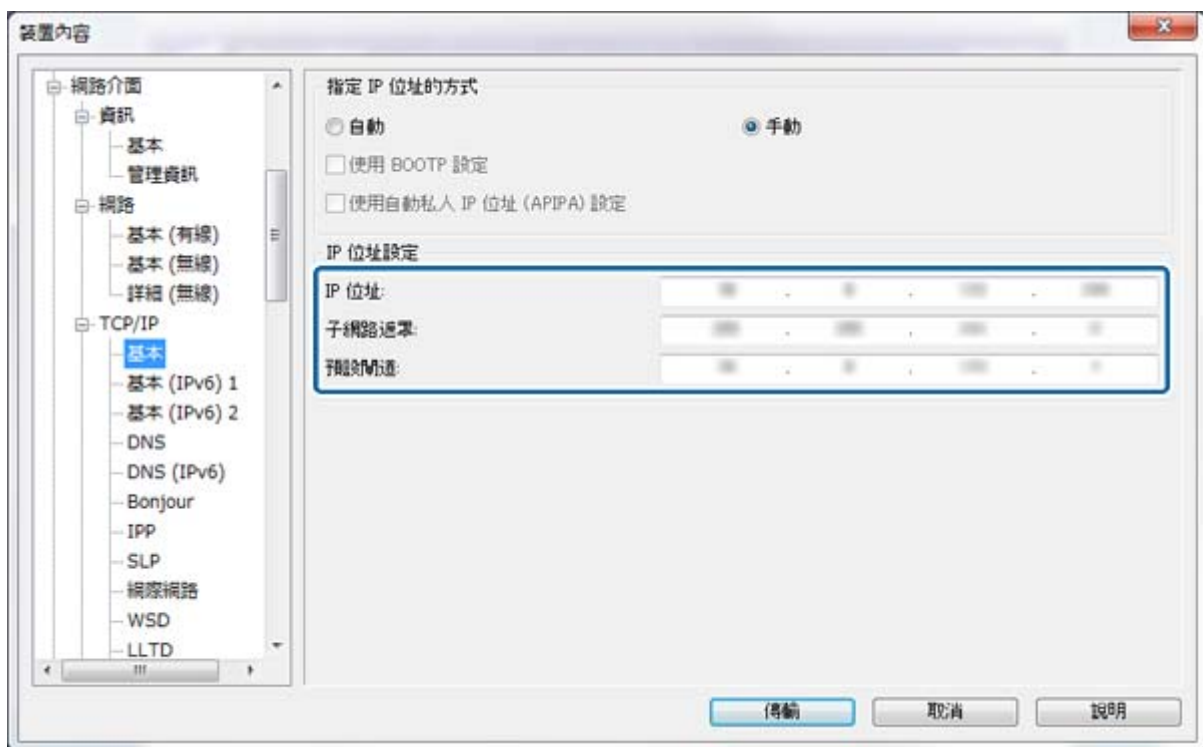 裝置內容
網路介面
資訊
基本
管理資訊
網路
基本 (有線)
基本 (無線)
詳細 (無線)
TCP/IP
基本
基本 (IPv6) 1
基本 (IPv6) 2
DNS
DNS (IPv6)
Bonjour
IPP
SLP
網際網路
WSD
LLTD
指定 IP 位址的方式
自動
手動
使用 BOOTP 設定
使用自動私人 IP 位址 (APIPA) 設定
IP 位址設定
IP 位址:
子網路遮罩:
預設閘道:
傳輸
取消
說明